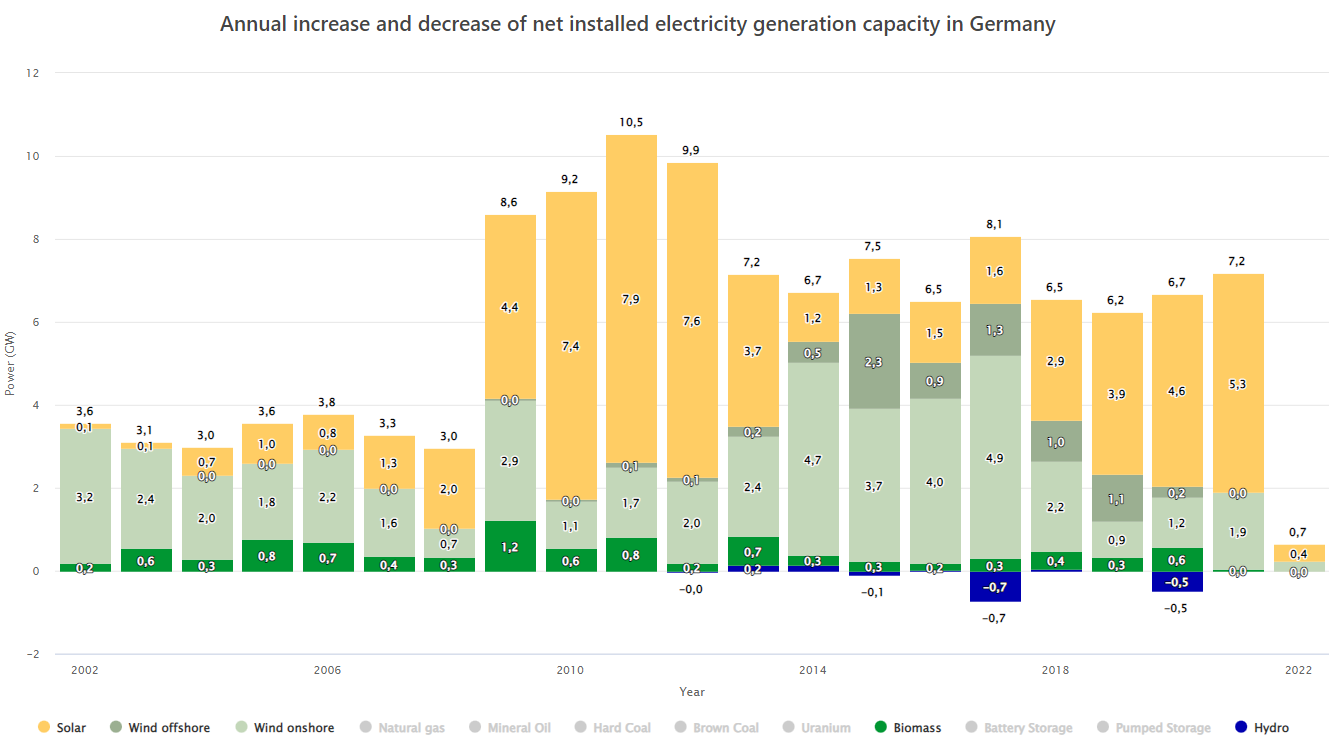 Annual increase and decrease of net installed electricity generation capacity in Germany
12
10
8
6
4
2
0
−2
Power (GW)
3,6 0,1 3,2 0,2
3,1 0,1 2,4 0,6
3,0 0,7 0,0 2,0 0,3
3,6 1,0 0,0 1,8 0,8
3,8 0,8 0,0 2,2 0,7
3,3 1,3 0,0 1,6 0,4
3,0 2,0 0,0 0,7 0,3
8,6 4,4 0,0 2,9 1,2
9,2 7,4 0,0 1,1 0,6
10,5 7,9 0,1 1,7 0,8
9,9 7,6 0,1 2,0 0,2 −0,0
7,2 3,7 0,2 2,4 0,7 0,2
6,7 1,2 0,5 4,7 0,3
7,5 1,3 2,3 3,7 0,3 −0,1
6,5 1,5 0,9 4,0 0,2
8,1 1,6 1,3 4,9 0,3 −0,7 −0,7
6,5 2,9 1,0 2,2 0,4
6,2 3,9 1,1 0,9 0,3
6,7 4,6 0,2 1,2 0,6 −0,5 −0,5
7,2 5,3 0,0 1,9 0,0
0,7 0,4 0,0
2002 2006 2010 2014 2018 2022
Year
Solar Wind offshore Wind onshore Natural gas Mineral Oil Hard Coal Brown Coal Uranium Biomass Battery Storage Pumped Storage Hydro